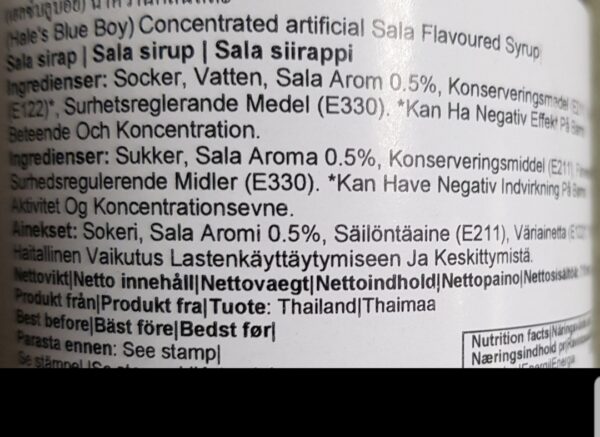 (Hale's Blue Boy) Concentrated artificial Sala Flavoured Syrup
Sala sirap | Sala sirup | Sala siirappi
Ingredienser: Socker, Vatten, Sala Arom 0.5%, Konserveringsmedel
(E122)*, Surhetsreglerande Medel (E330). *Kan Ha Negativ Effekt På Barns
Beteende Och Koncentration.
Ingredienser: Sukker, Sala Aroma 0.5%, Konserveringsmiddel (E211),
Surhedsregulerende Midler (E330). *Kan Have Negativ Indvirkning På Børns
Aktivitet Og Koncentrationsevne.
Ainekset: Sokeri, Sala Aromi 0.5%, Säilöntäaine (E211), Väriainetta
Haitallinen Vaikutus Lastenkäyttäytymiseen Ja Keskittymistä.
Nettovikt|Netto innehåll|Nettovaegt|Nettoindhold|Nettopaino|Nettosisältö:
Produkt från|Produkt fra|Tuote: Thailand|Thaimaa
Best before|Bäst före|Bedst før|
Parasta ennen: See stamp|
Se stämpel
Nutrition facts|
Næringsindhold